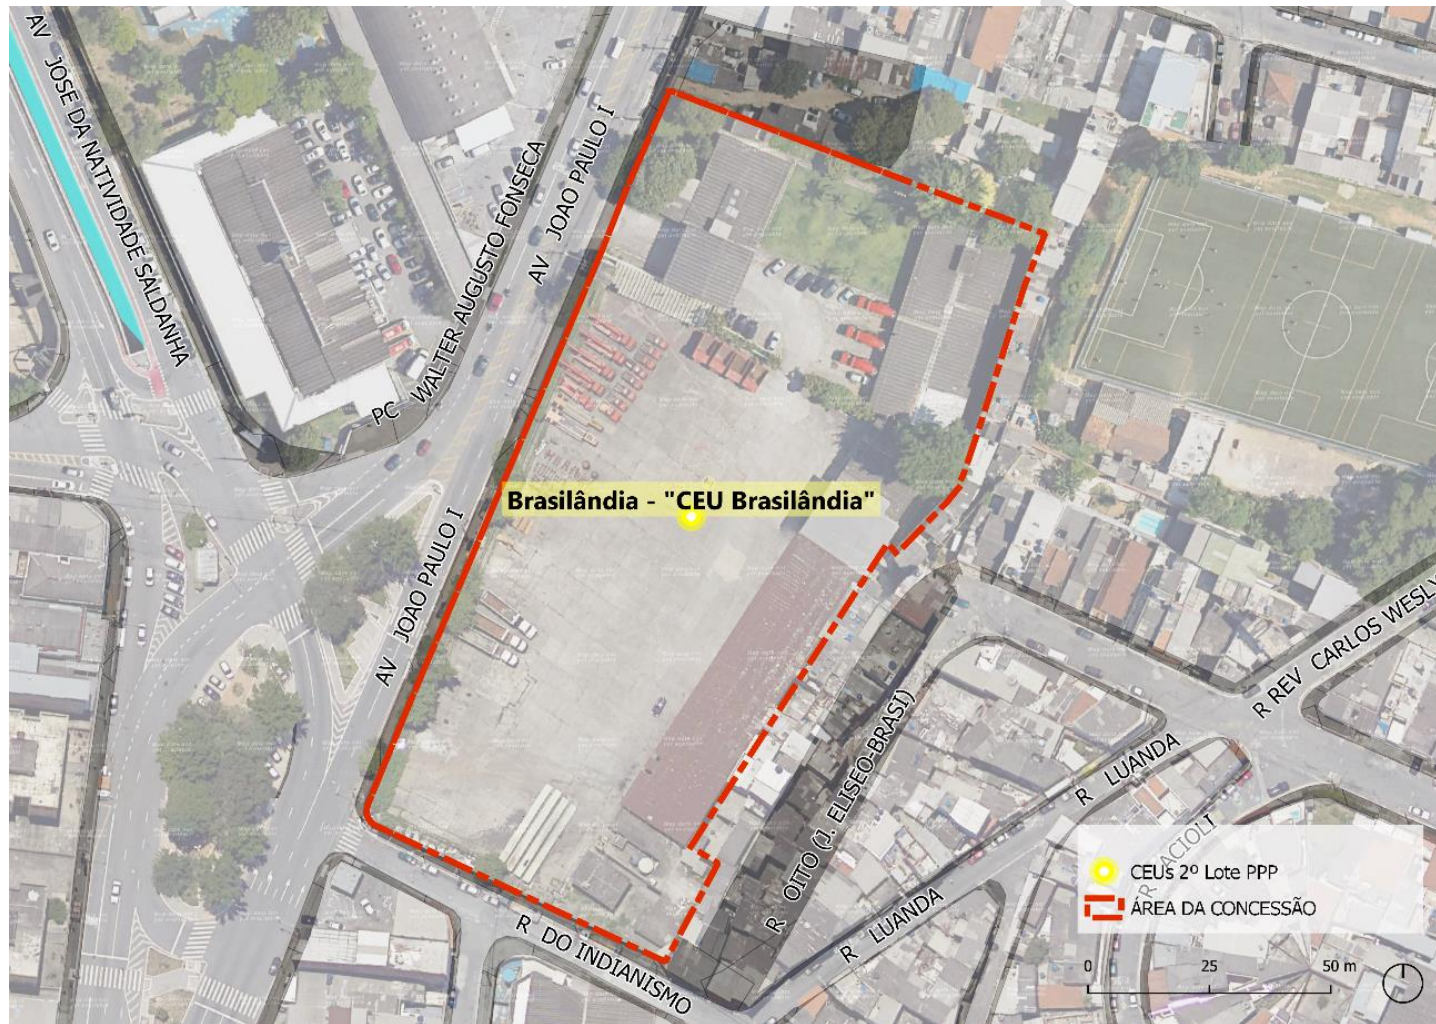 AV JOSE DA NATIVIDADE SALDANHA
PC WALTER AUGUSTO FONSECA
AV JOAO PAULO I
Brasilândia - "CEU Brasilândia"
AV JOAO PAULO I
R REV CARLOS WESLY
R OITO (J. ELISEO-BRASI)
R LUANDA
R ACIOLI
R LUANDA
R DO INDIANISMO
CEUs 2º Lote PPP
ÁREA DA CONCESSÃO
0 25 50 m